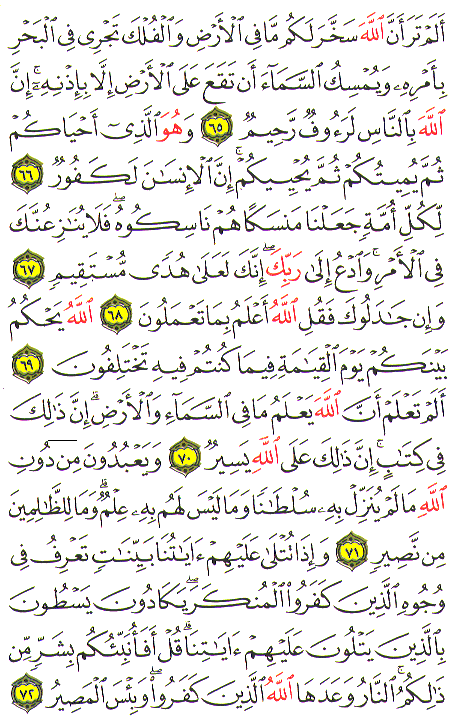 أَلَمْ تَرَ أَنَّ ٱللَّهَ سَخَّرَ لَكُم مَّا فِى ٱلْأَرْضِ وَٱلْفُلْكَ تَجْرِى فِى ٱلْبَحْرِ
بِأَمْرِهِۦ وَيُمْسِكُ ٱلسَّمَآءَ أَن تَقَعَ عَلَى ٱلْأَرْضِ إِلَّا بِإِذْنِهِۦٓ ۗ إِنَّ
ٱللَّهَ بِٱلنَّاسِ لَرَءُوفٌ رَّحِيمٌ ٦٥ وَهُوَ ٱلَّذِىٓ أَحْيَاكُمْ
ثُمَّ يُمِيتُكُمْ ثُمَّ يُحْيِيكُمْ ۗ إِنَّ ٱلْإِنسَٰنَ لَكَفُورٌ ٦٦
لِّكُلِّ أُمَّةٍ جَعَلْنَا مَنسَكًا هُمْ نَاسِكُوهُ ۖ فَلَا يُنَٰزِعُنَّكَ
فِى ٱلْأَمْرِ ۚ وَٱدْعُ إِلَىٰ رَبِّكَ ۖ إِنَّكَ لَعَلَىٰ هُدًى مُّسْتَقِيمٍ ٦٧
وَإِن جَٰدَلُوكَ فَقُلِ ٱللَّهُ أَعْلَمُ بِمَا تَعْمَلُونَ ٦٨ ٱللَّهُ يَحْكُمُ
بَيْنَكُمْ يَوْمَ ٱلْقِيَٰمَةِ فِيمَا كُنتُمْ فِيهِ تَخْتَلِفُونَ ٦٩
أَلَمْ تَعْلَمْ أَنَّ ٱللَّهَ يَعْلَمُ مَا فِى ٱلسَّمَآءِ وَٱلْأَرْضِ ۗ إِنَّ ذَٰلِكَ
فِى كِتَٰبٍ ۚ إِنَّ ذَٰلِكَ عَلَى ٱللَّهِ يَسِيرٌ ٧٠ وَيَعْبُدُونَ مِن دُونِ
ٱللَّهِ مَا لَمْ يُنَزِّلْ بِهِۦ سُلْطَٰنًا وَمَا لَيْسَ لَهُم بِهِۦ عِلْمٌ ۗ وَمَا لِلظَّٰلِمِينَ
مِن نَّصِيرٍ ٧١ وَإِذَا تُتْلَىٰ عَلَيْهِمْ ءَايَٰتُنَا بَيِّنَٰتٍ تَعْرِفُ فِى
وُجُوهِ ٱلَّذِينَ كَفَرُوا۟ ٱلْمُنكَرَ ۖ يَكَادُونَ يَسْطُونَ
بِٱلَّذِينَ يَتْلُونَ عَلَيْهِمْ ءَايَٰتِنَا ۗ قُلْ أَفَأُنَبِّئُكُم بِشَرٍّ مِّن
ذَٰلِكُمُ ۗ ٱلنَّارُ وَعَدَهَا ٱللَّهُ ٱلَّذِينَ كَفَرُوا۟ ۖ وَبِئْسَ ٱلْمَصِيرُ ٧٢